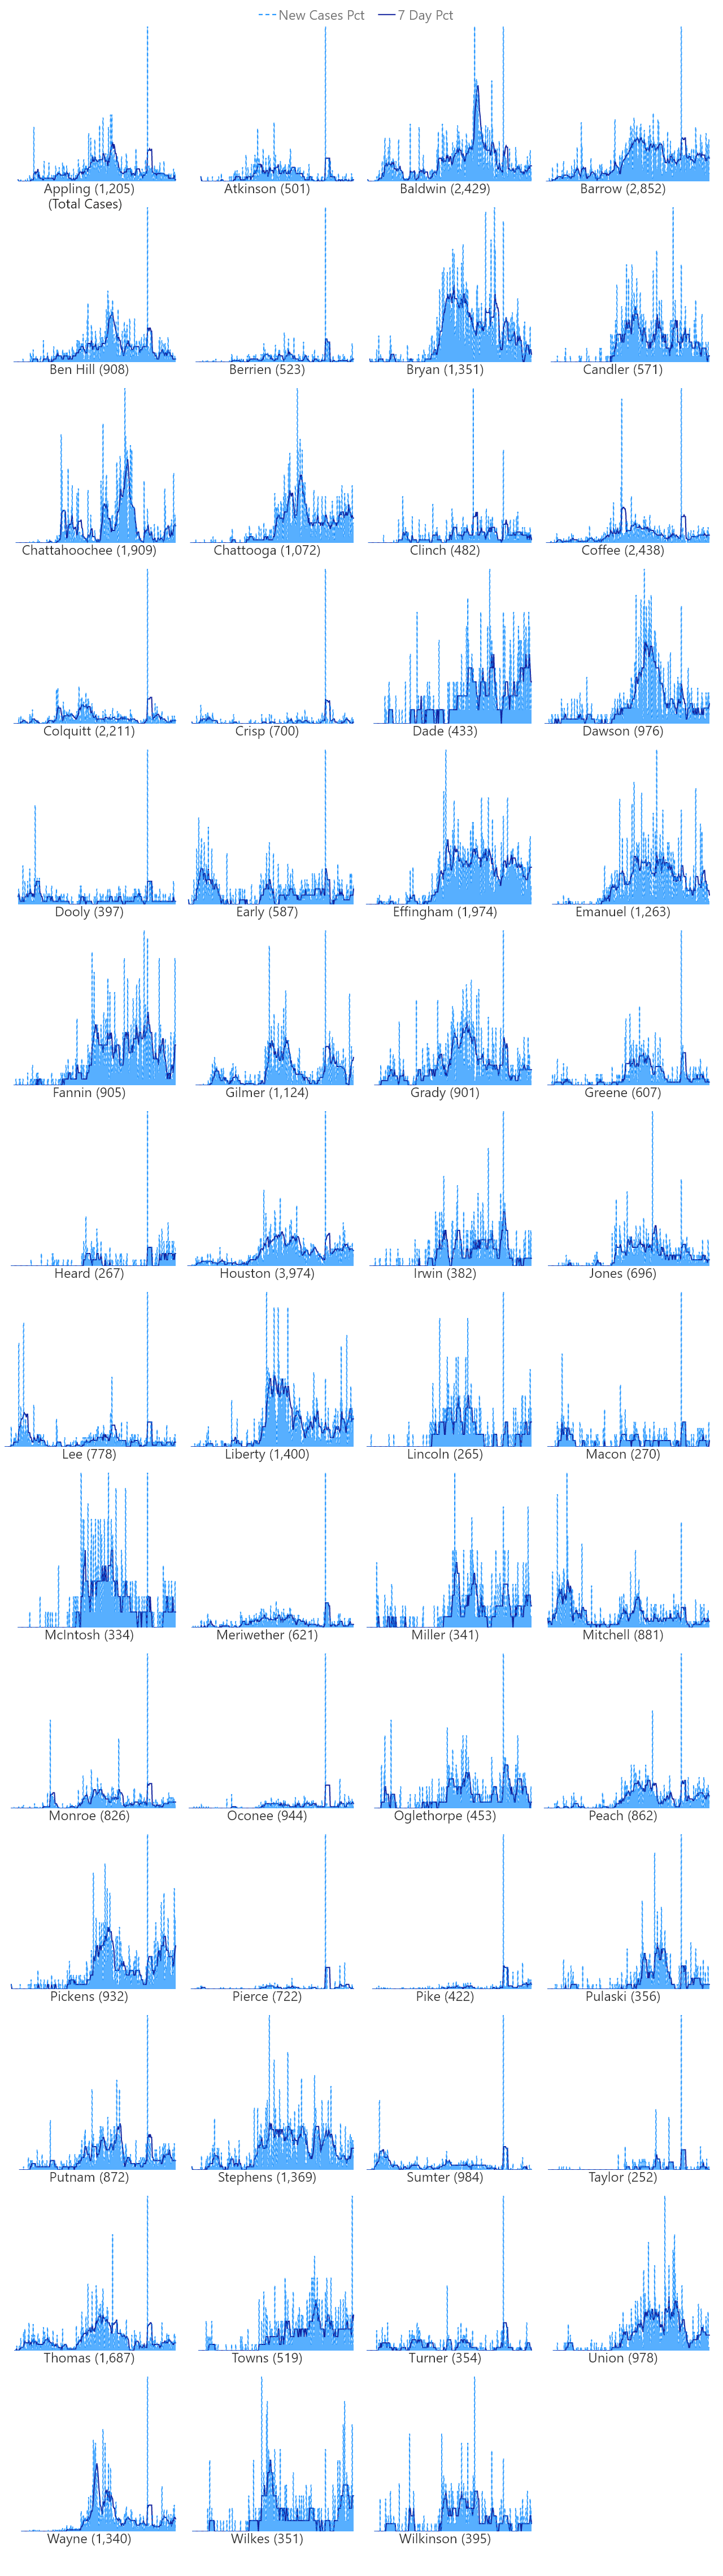 New Cases Pct 7 Day Pct
Appling (1,205) Atkinson (501) Baldwin (2,429) Barrow (2,852)
(Total Cases)
Ben Hill (908) Berrien (523) Bryan (1,351) Candler (571)
Chattahoochee (1,909) Chattooga (1,072) Clinch (482) Coffee (2,438)
Colquitt (2,211) Crisp (700) Dade (433) Dawson (976)
Dooly (397) Early (587) Effingham (1,974) Emanuel (1,263)
Fannin (905) Gilmer (1,124) Grady (901) Greene (607)
Heard (267) Houston (3,974) Irwin (382) Jones (696)
Lee (778) Liberty (1,400) Lincoln (265) Macon (270)
McIntosh (334) Meriwether (621) Miller (341) Mitchell (881)
Monroe (826) Oconee (944) Oglethorpe (453) Peach (862)
Pickens (932) Pierce (722) Pike (422) Pulaski (356)
Putnam (872) Stephens (1,369) Sumter (984) Taylor (252)
Thomas (1,687) Towns (519) Turner (354) Union (978)
Wayne (1,340) Wilkes (351) Wilkinson (395)